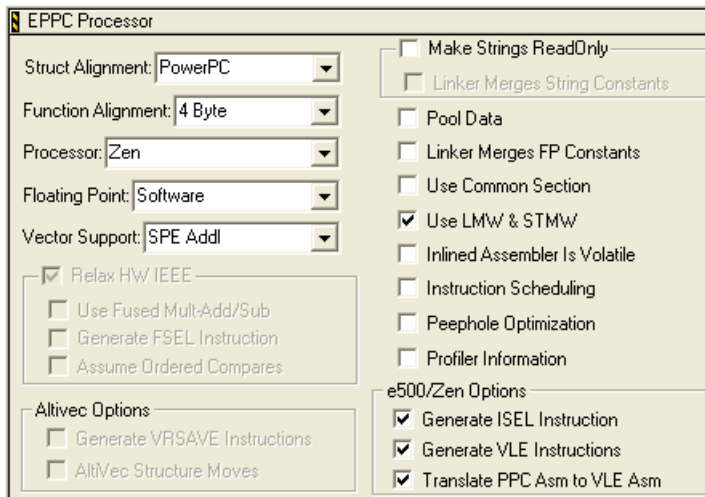 EPPC Processor
Struct Alignment: PowerPC
Function Alignment: 4 Byte
Processor: Zen
Floating Point: Software
Vector Support: SPE Addl
Relax HW IEEE
Use Fused Mult-Add/Sub
Generate FSEL Instruction
Assume Ordered Compares
Altivec Options
Generate VRSAVE Instructions
AltiVec Structure Moves
Make Strings ReadOnly
Linker Merges String Constants
Pool Data
Linker Merges FP Constants
Use Common Section
Use LMW & STMW
Inlined Assembler Is Volatile
Instruction Scheduling
Peephole Optimization
Profiler Information
e500/Zen Options
Generate ISEL Instruction
Generate VLE Instructions
Translate PPC Asm to VLE Asm